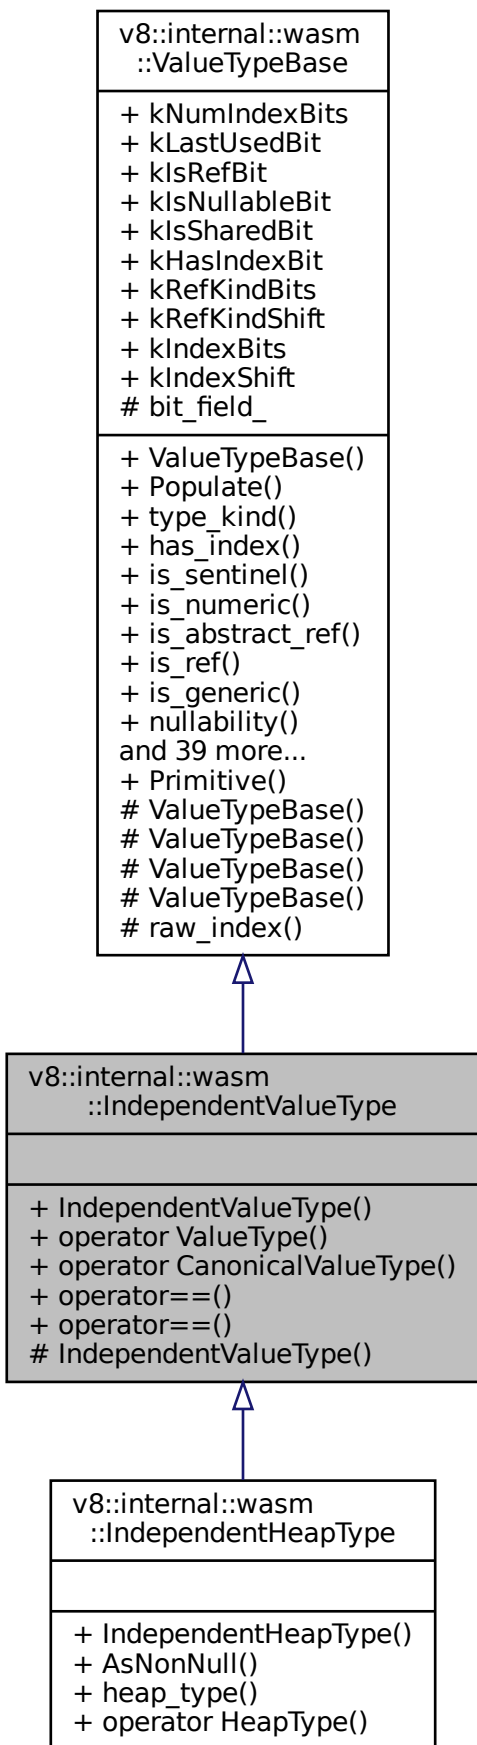 v8::internal::wasm
::ValueTypeBase
+ kNumIndexBits
+ kLastUsedBit
+ kIsRefBit
+ kIsNullableBit
+ kIsSharedBit
+ kHasIndexBit
+ kRefKindBits
+ kRefKindShift
+ kIndexBits
+ kIndexShift
# bit_field_
+ ValueTypeBase()
+ Populate()
+ type_kind()
+ has_index()
+ is_sentinel()
+ is_numeric()
+ is_abstract_ref()
+ is_ref()
+ is_generic()
+ nullability()
and 39 more...
+ Primitive()
# ValueTypeBase()
# ValueTypeBase()
# ValueTypeBase()
# ValueTypeBase()
# raw_index()
v8::internal::wasm
::IndependentValueType
+ IndependentValueType()
+ operator ValueType()
+ operator CanonicalValueType()
+ operator==()
+ operator==()
# IndependentValueType()
v8::internal::wasm
::IndependentHeapType
+ IndependentHeapType()
+ AsNonNull()
+ heap_type()
+ operator HeapType()